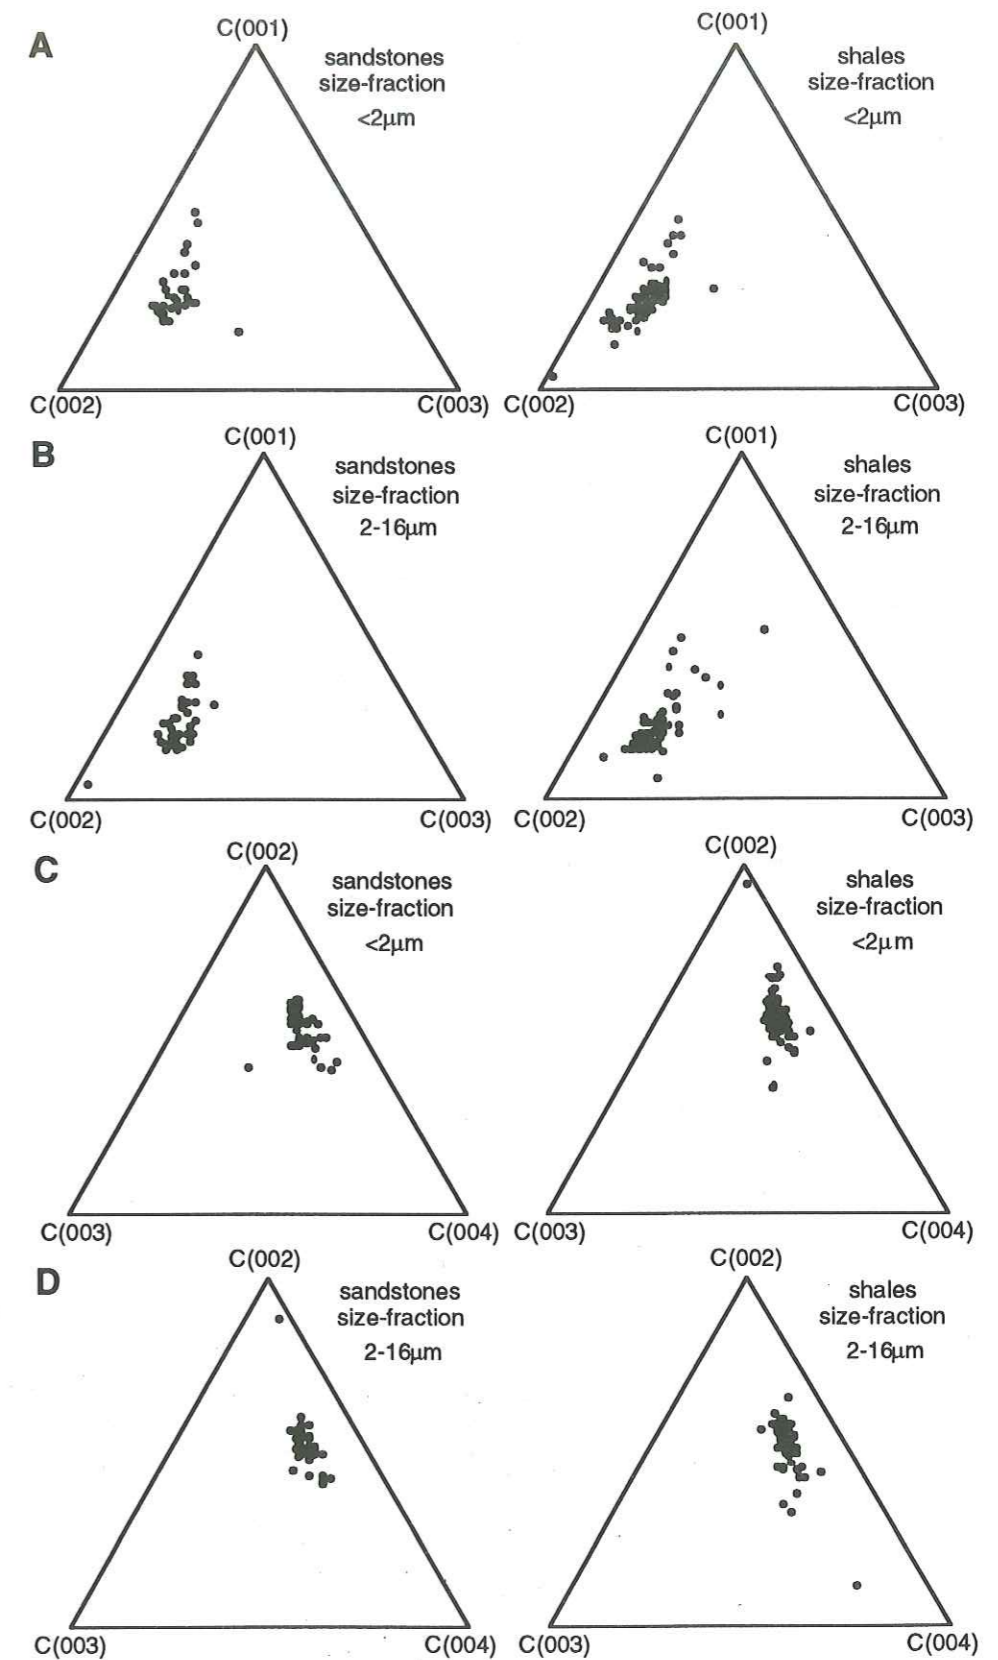 A
C(001)
sandstones
size-fraction
<2μm
C(002)
C(003)
C(001)
shales
size-fraction
<2μm
C(002)
C(003)
B
C(001)
sandstones
size-fraction
2-16μm
C(002)
C(003)
C(001)
shales
size-fraction
2-16μm
C(002)
C(003)
C
C(002)
sandstones
size-fraction
<2μm
C(003)
C(004)
C(002)
shales
size-fraction
<2μm
C(003)
C(004)
D
C(002)
sandstones
size-fraction
2-16μm
C(003)
C(004)
C(002)
shales
size-fraction
2-16μm
C(003)
C(004)